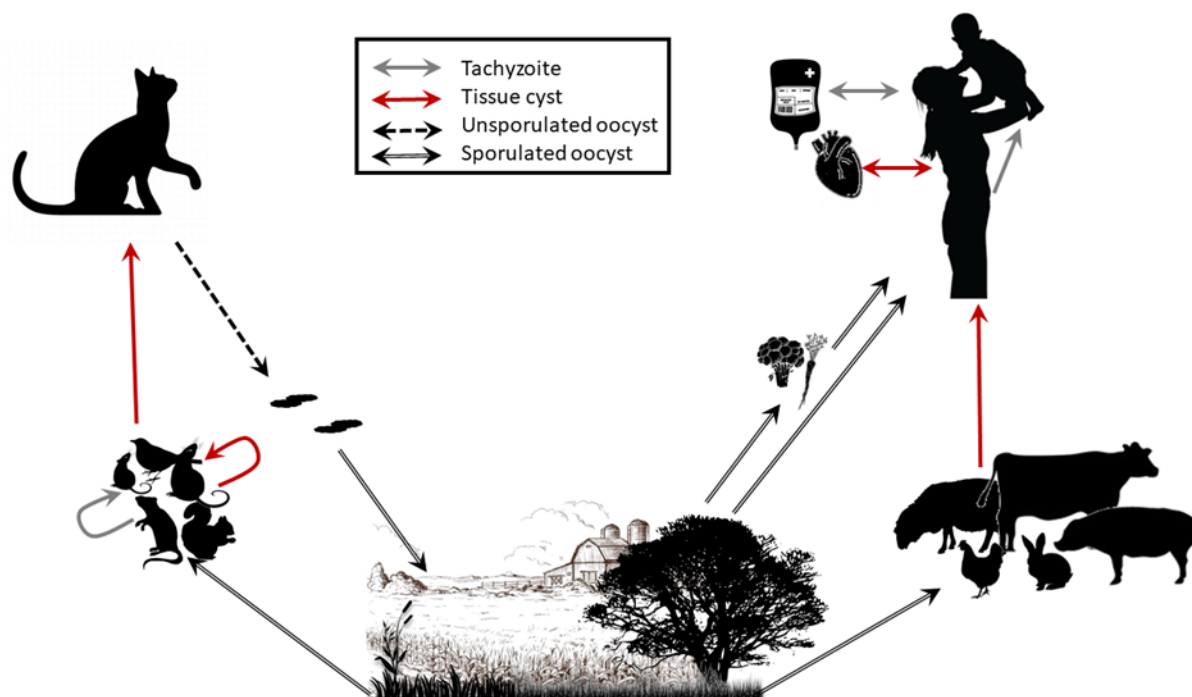 Tachyzoite
Tissue cyst
Unsporulated oocyst
Sporulated oocyst